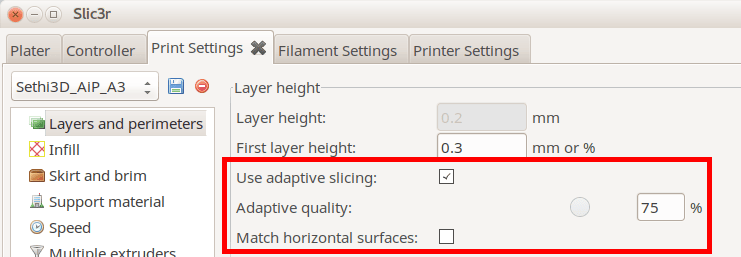 Slic3r
Plater Controller Print Settings Filament Settings Printer Settings
Sethi3D_AiP_A3
Layers and perimeters
Infill
Skirt and brim
Support material
Speed
Multiple extruders
Layer height
Layer height: 0.2 mm
First layer height: 0.3 mm or %
Use adaptive slicing:
Adaptive quality: 75 %
Match horizontal surfaces: